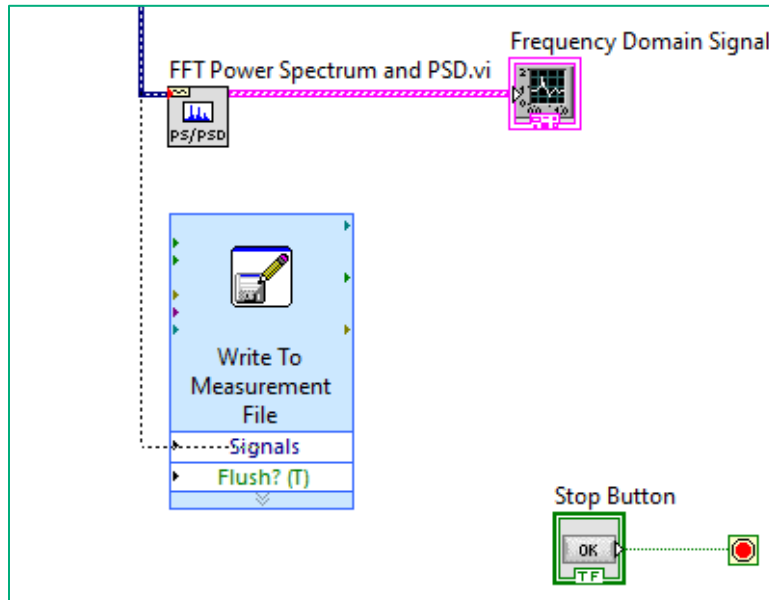 Frequency Domain Signal
FFT Power Spectrum and PSD.vi
PS/PSD
Write To
Measurement
File
Signals
Flush? (T)
Stop Button
OK
TF